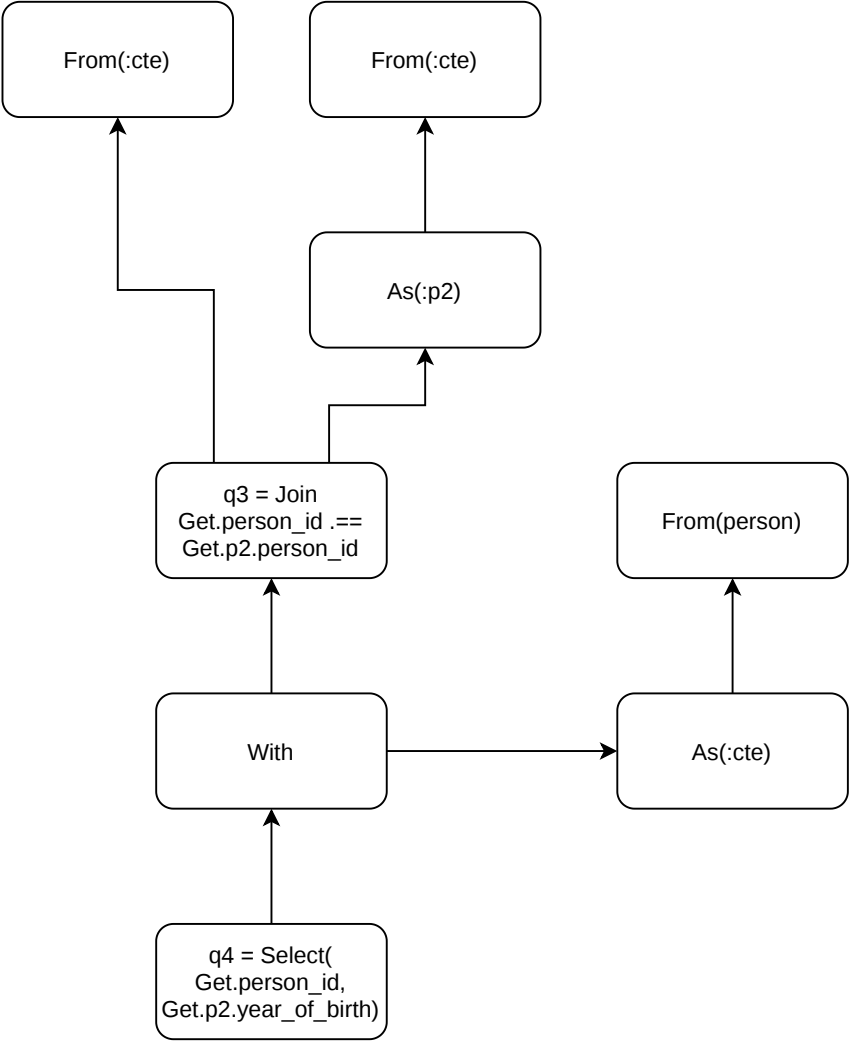 From(:cte)
From(:cte)
As(:p2)
q3 = Join
Get.person_id .==
Get.p2.person_id
From(person)
With
As(:cte)
q4 = Select(
Get.person_id,
Get.p2.year_of_birth)